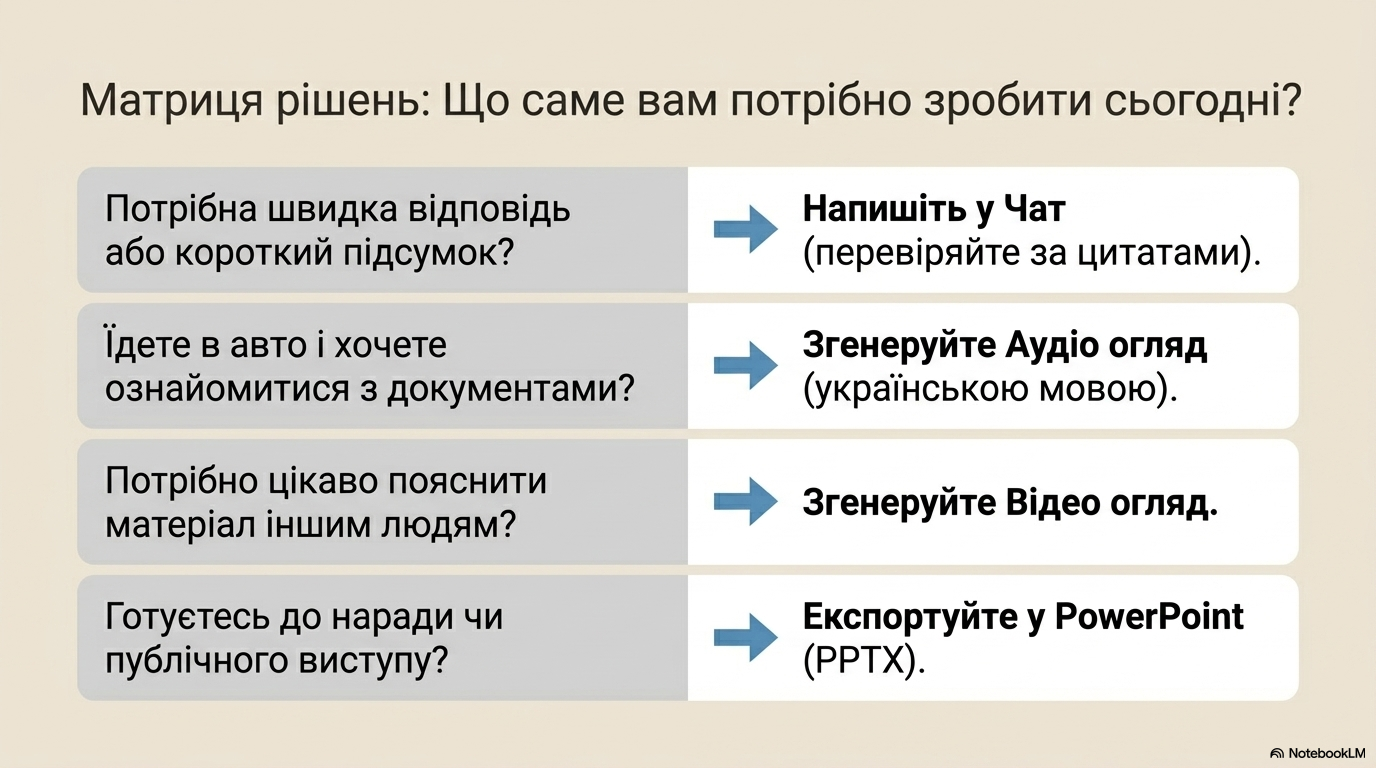 Матриця рішень: Що саме вам потрібно зробити сьогодні?
Потрібна швидка відповідь
або короткий підсумок?
Напишіть у Чат
(перевіряйте за цитатами).
Їдете в авто і хочете
ознайомитися з документами?
Згенеруйте Аудіо огляд
(українською мовою).
Потрібно цікаво пояснити
матеріал іншим людям?
Згенеруйте Відео огляд.
Готуєтесь до наради чи
публічного виступу?
Експортуйте у PowerPoint
(PPTX).
NotebookLM